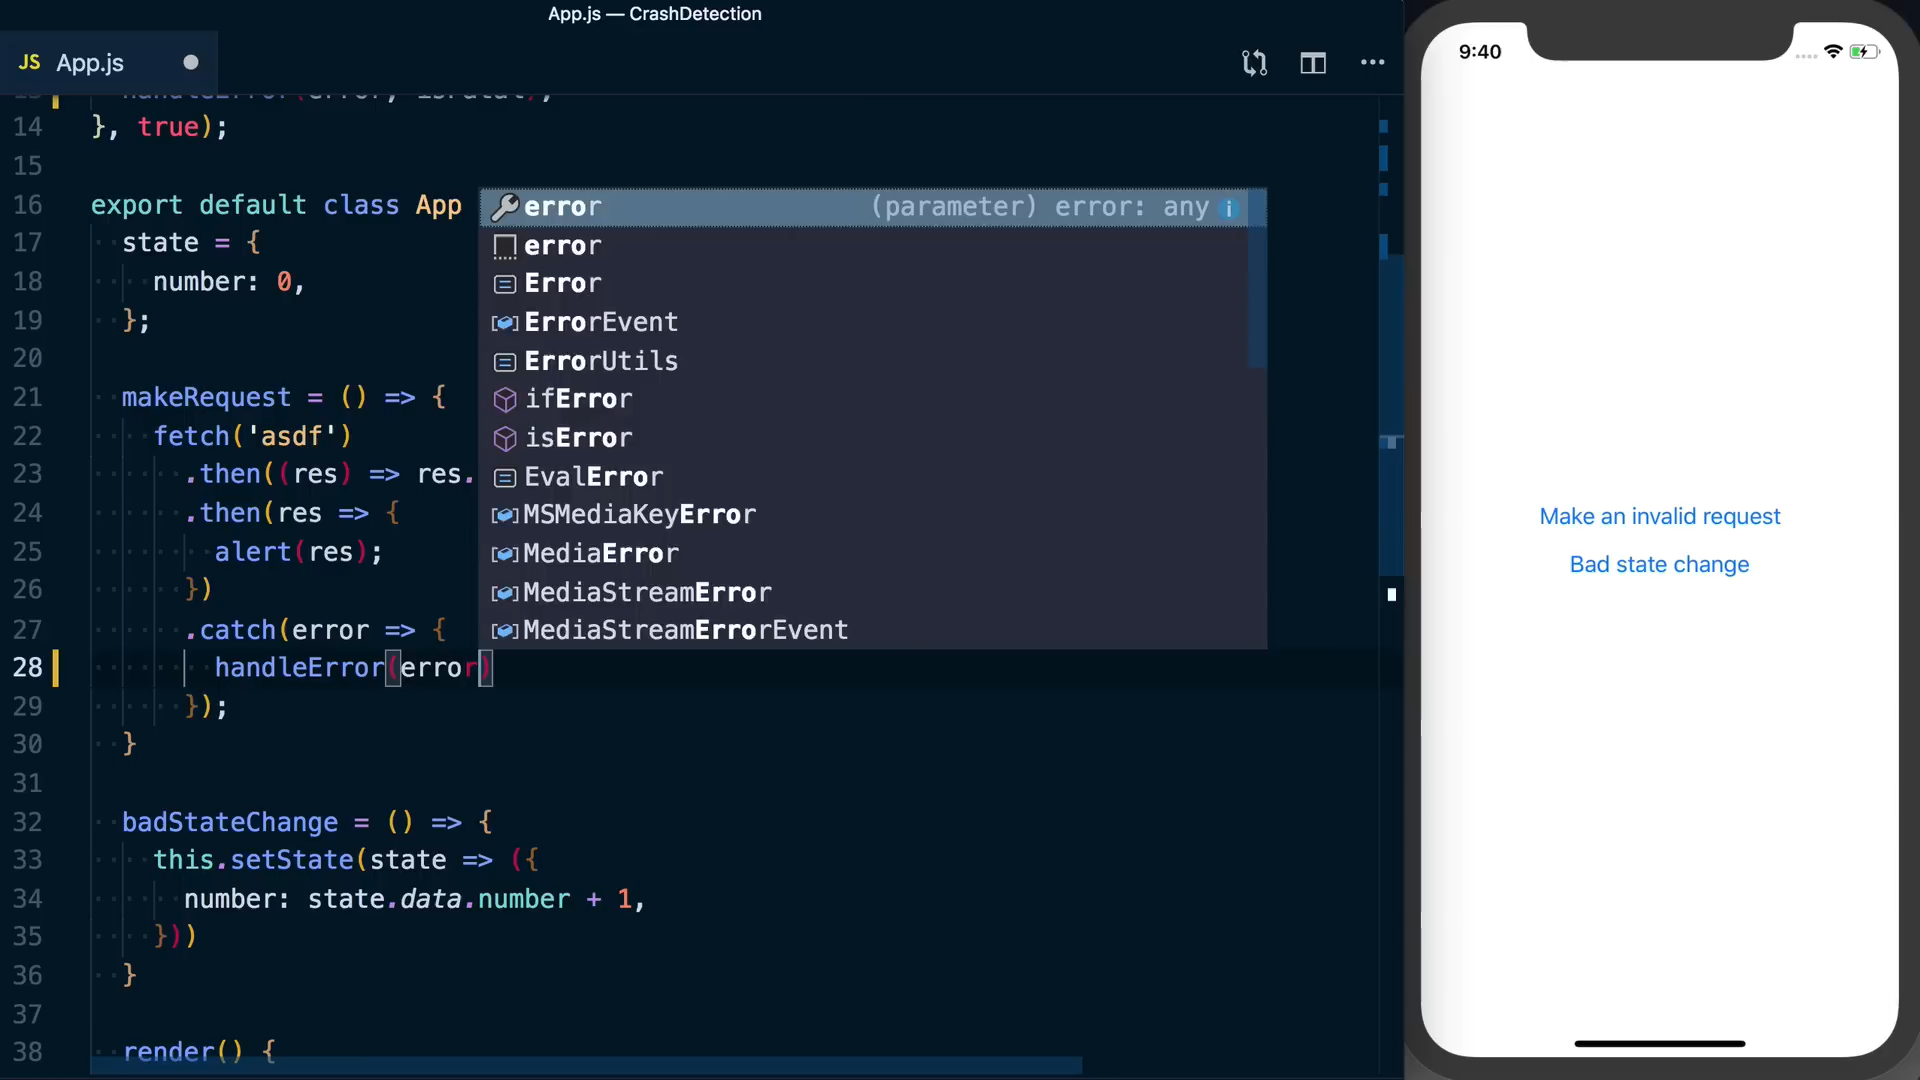 App.js — CrashDetection
JS App.js
9:40
13 handleError(error, isFatal);
14 }, true);
15
16 export default class App
17 state = {
18 number: 0,
19 };
20
21 makeRequest = () => {
22 fetch('asdf')
23 .then((res) => res.
24 .then(res => {
25 alert(res);
26 })
27 .catch(error => {
28 handleError(error)
29 });
30 }
31
32 badStateChange = () => {
33 this.setState(state => ({
34 number: state.data.number + 1,
35 }))
36 }
37
38 render() {
error (parameter) error: any
error
Error
ErrorEvent
ErrorUtils
ifError
isError
EvalError
MSMediaKeyError
MediaError
MediaStreamError
MediaStreamErrorEvent
Make an invalid request
Bad state change